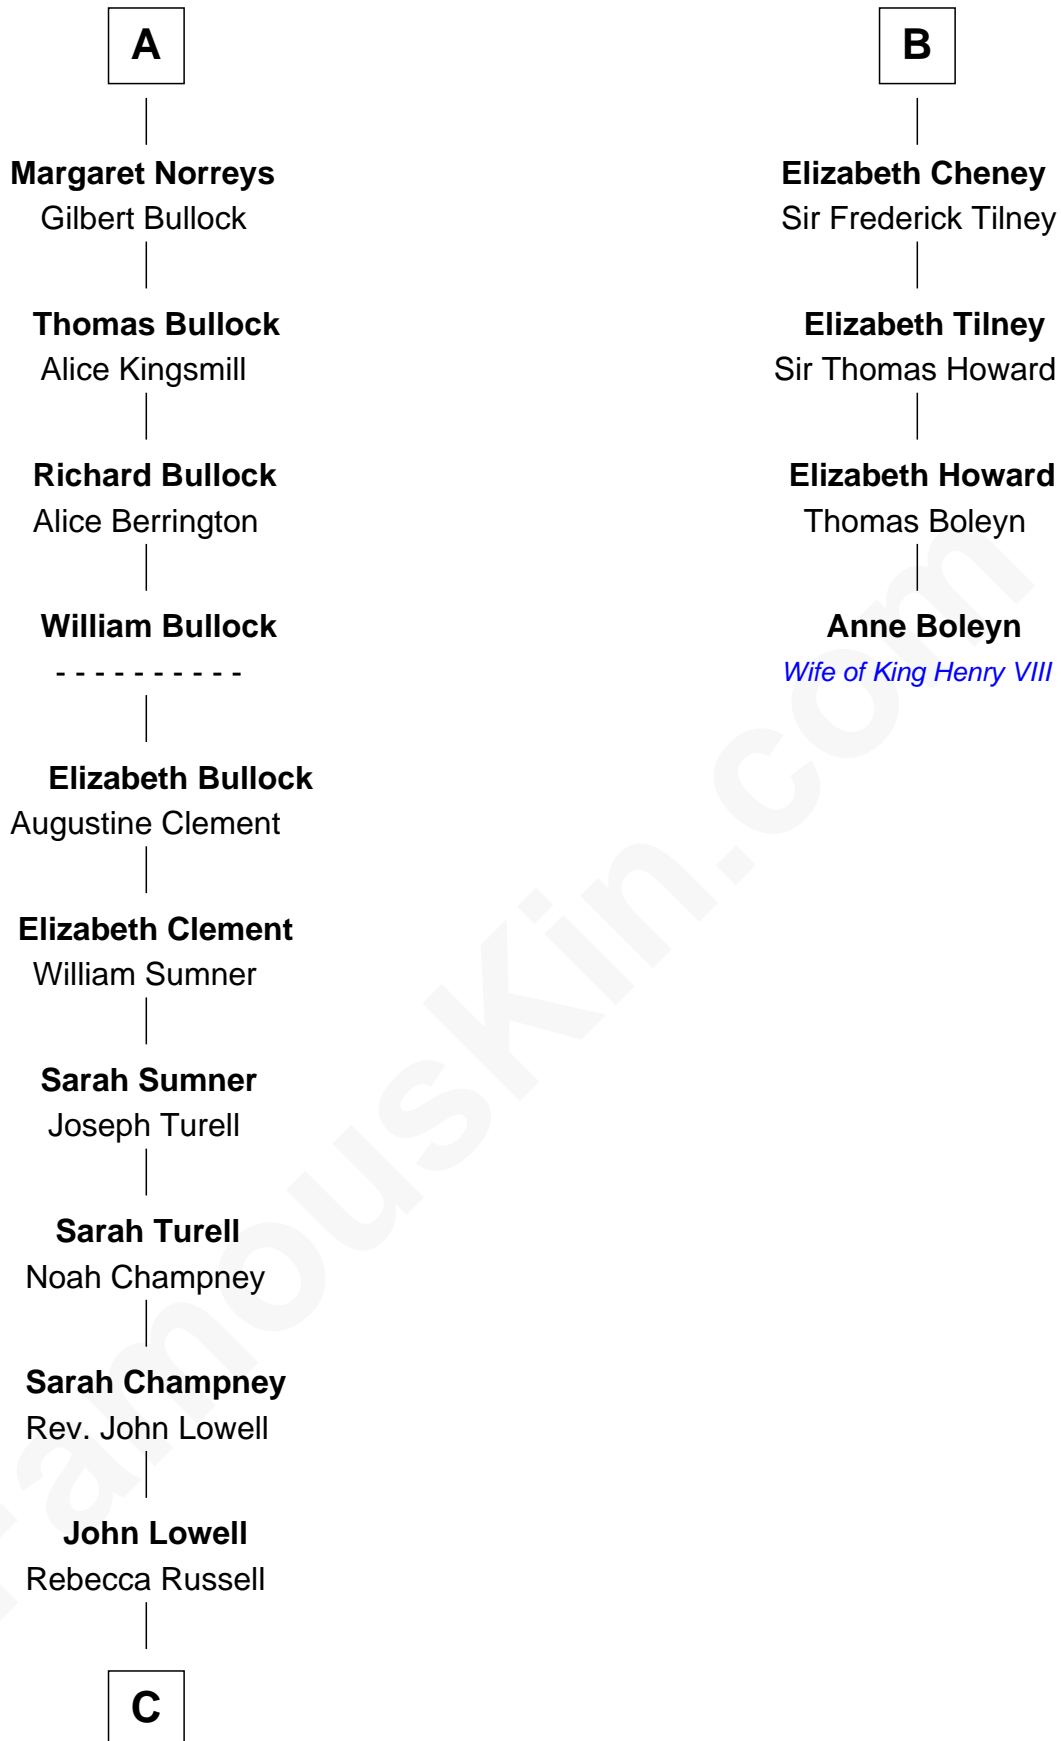 A
Margaret Norreys
Gilbert Bullock
Thomas Bullock
Alice Kingsmill
Richard Bullock
Alice Berrington
William Bullock
- - - - - - - - - -
Elizabeth Bullock
Augustine Clement
Elizabeth Clement
William Sumner
Sarah Sumner
Joseph Turell
Sarah Turell
Noah Champney
Sarah Champney
Rev. John Lowell
John Lowell
Rebecca Russell
C
B
Elizabeth Cheney
Sir Frederick Tilney
Elizabeth Tilney
Sir Thomas Howard
Elizabeth Howard
Thomas Boleyn
Anne Boleyn
Wife of King Henry VIII
FamousKin.com